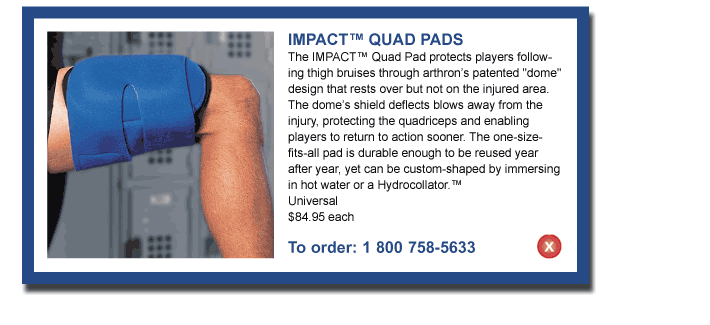 IMPACT™ QUAD PADS
The IMPACT™ Quad Pad protects players follow-
ing thigh bruises through arthron's patented "dome"
design that rests over but not on the injured area.
The dome's shield deflects blows away from the
injury, protecting the quadriceps and enabling
players to return to action sooner. The one-size-
fits-all pad is durable enough to be reused year
after year, yet can be custom-shaped by immersing
in hot water or a Hydrocollator.™
Universal
$84.95 each
To order: 1 800 758-5633
X